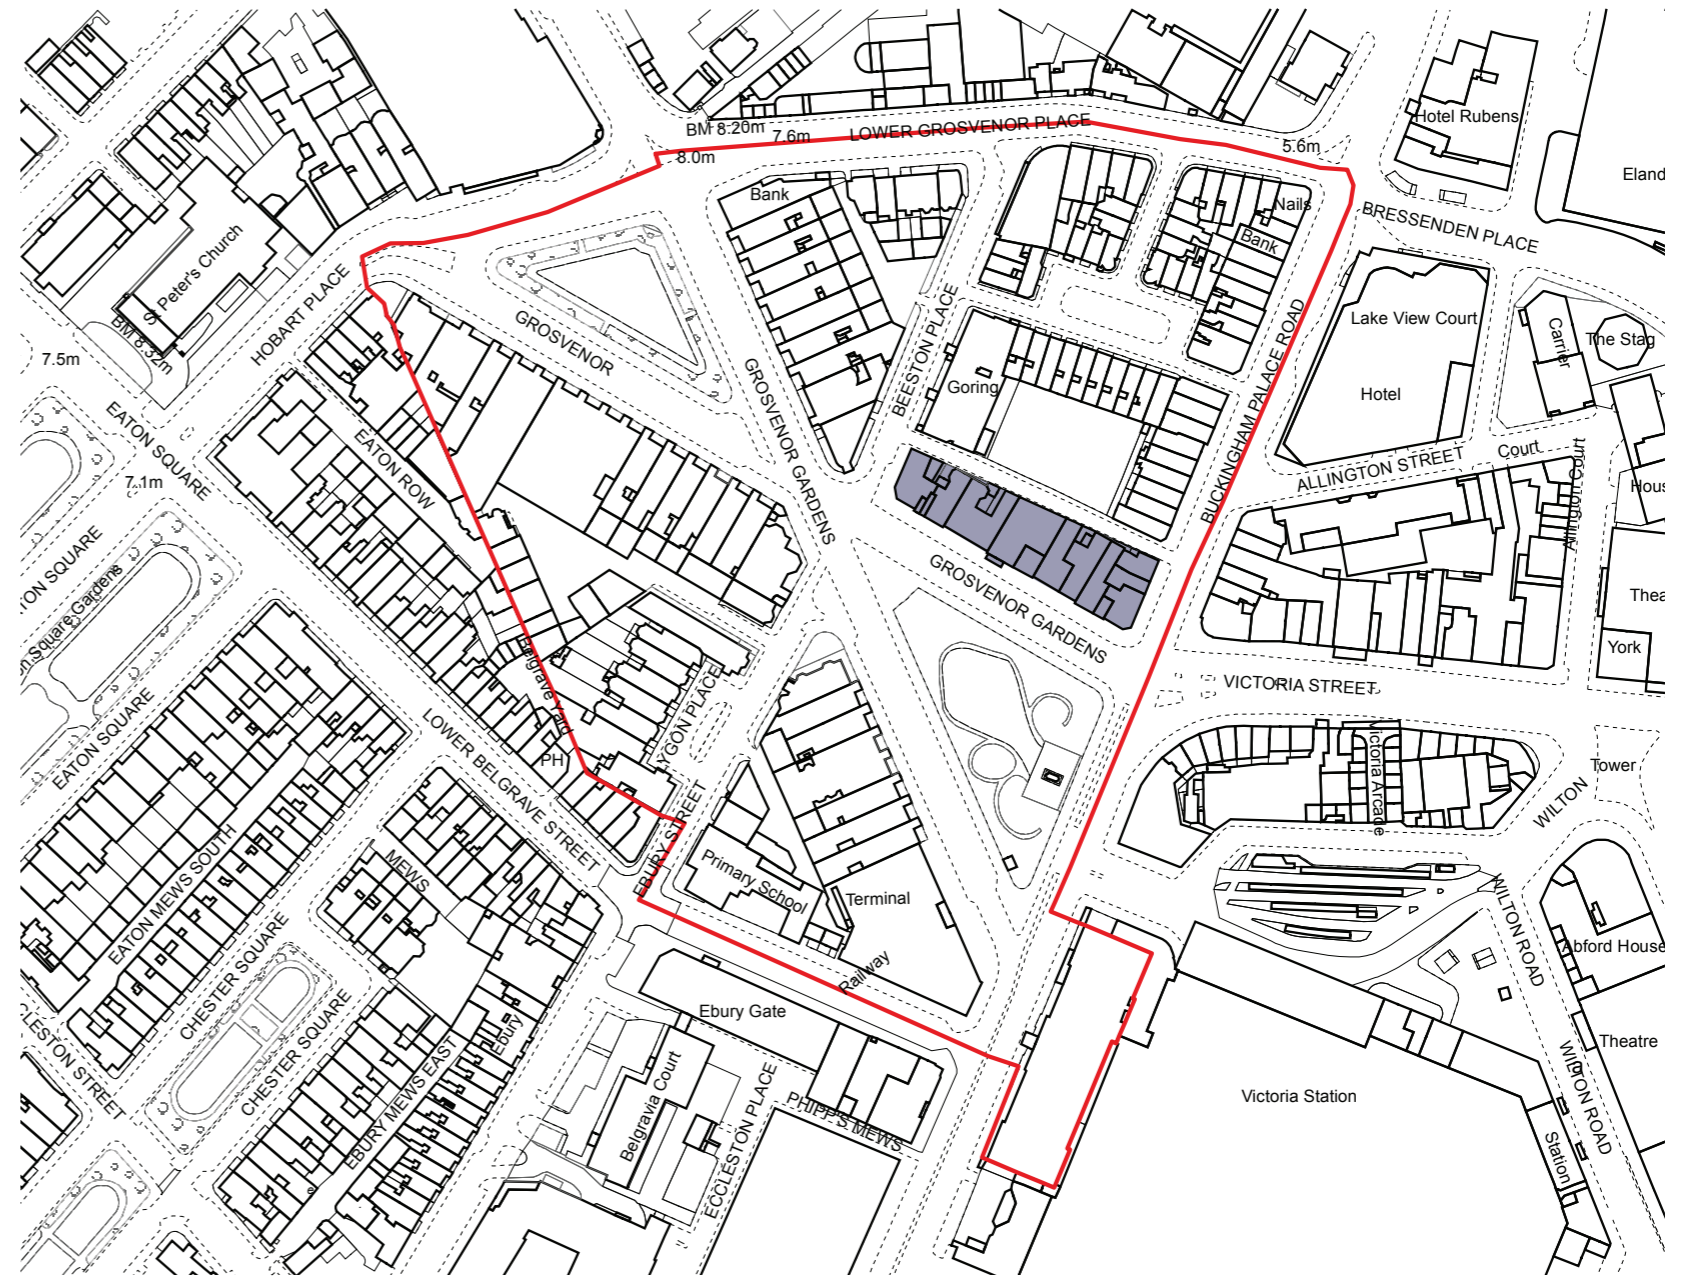 BM 8.20m
7.6m
LOWER GROSVENOR PLACE
8.0m
5.6m
Hotel Rubens
Eland
Bank
Nails
BRESSENDEN PLACE
Bank
St Peter's Church
BM 8.32m
HOBART PLACE
7.5m
GROSVENOR
GROSVENOR GARDENS
BEESTON PLACE
Goring
BUCKINGHAM PALACE ROAD
Lake View Court
Hotel
Carrier
The Stag
EATON SQUARE
7.1m
EATON ROW
ALLINGTON STREET
Court
Allington Court
Hous
TON SQUARE
n Square Gardens
GROSVENOR GARDENS
Thea
York
EATON SQUARE
Belgrave Yard
YGON PLACE
VICTORIA STREET
LOWER BELGRAVE STREET
PH
Victoria Arcade
Tower
WILTON
EATON MEWS SOUTH
MEWS
EBURY STREET
Primary School
Terminal
WILTON ROAD
Abford House
CHESTER SQUARE
CHESTER SQUARE
Railway
Ebury Gate
CLESTON STREET
EBURY MEWS EAST
Ebury
Belgravia Court
ECCLESTON PLACE
PHIPP'S MEWS
Victoria Station
Theatre
WILTON ROAD
Station